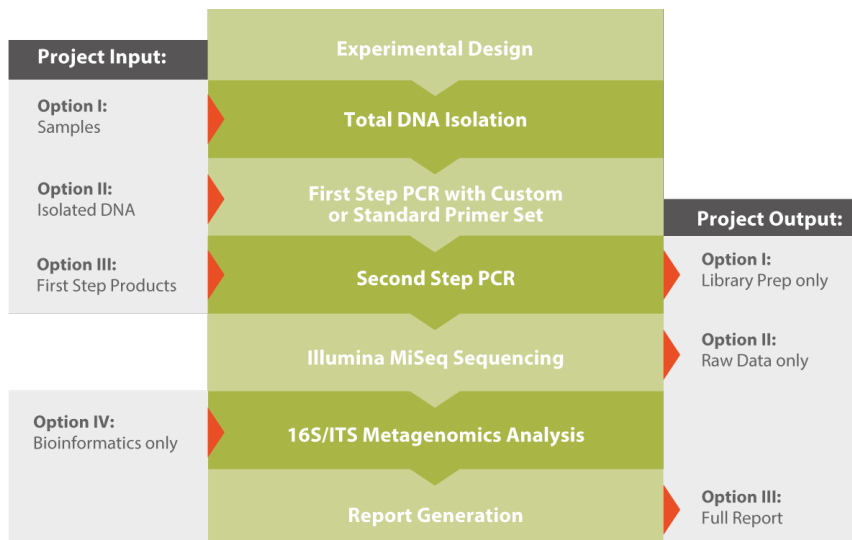 Project Input:
Option I:
Samples
Option II:
Isolated DNA
Option III:
First Step Products
Option IV:
Bioinformatics only
Experimental Design
Total DNA Isolation
First Step PCR with Custom
or Standard Primer Set
Second Step PCR
Illumina MiSeq Sequencing
16S/ITS Metagenomics Analysis
Report Generation
Project Output:
Option I:
Library Prep only
Option II:
Raw Data only
Option III:
Full Report